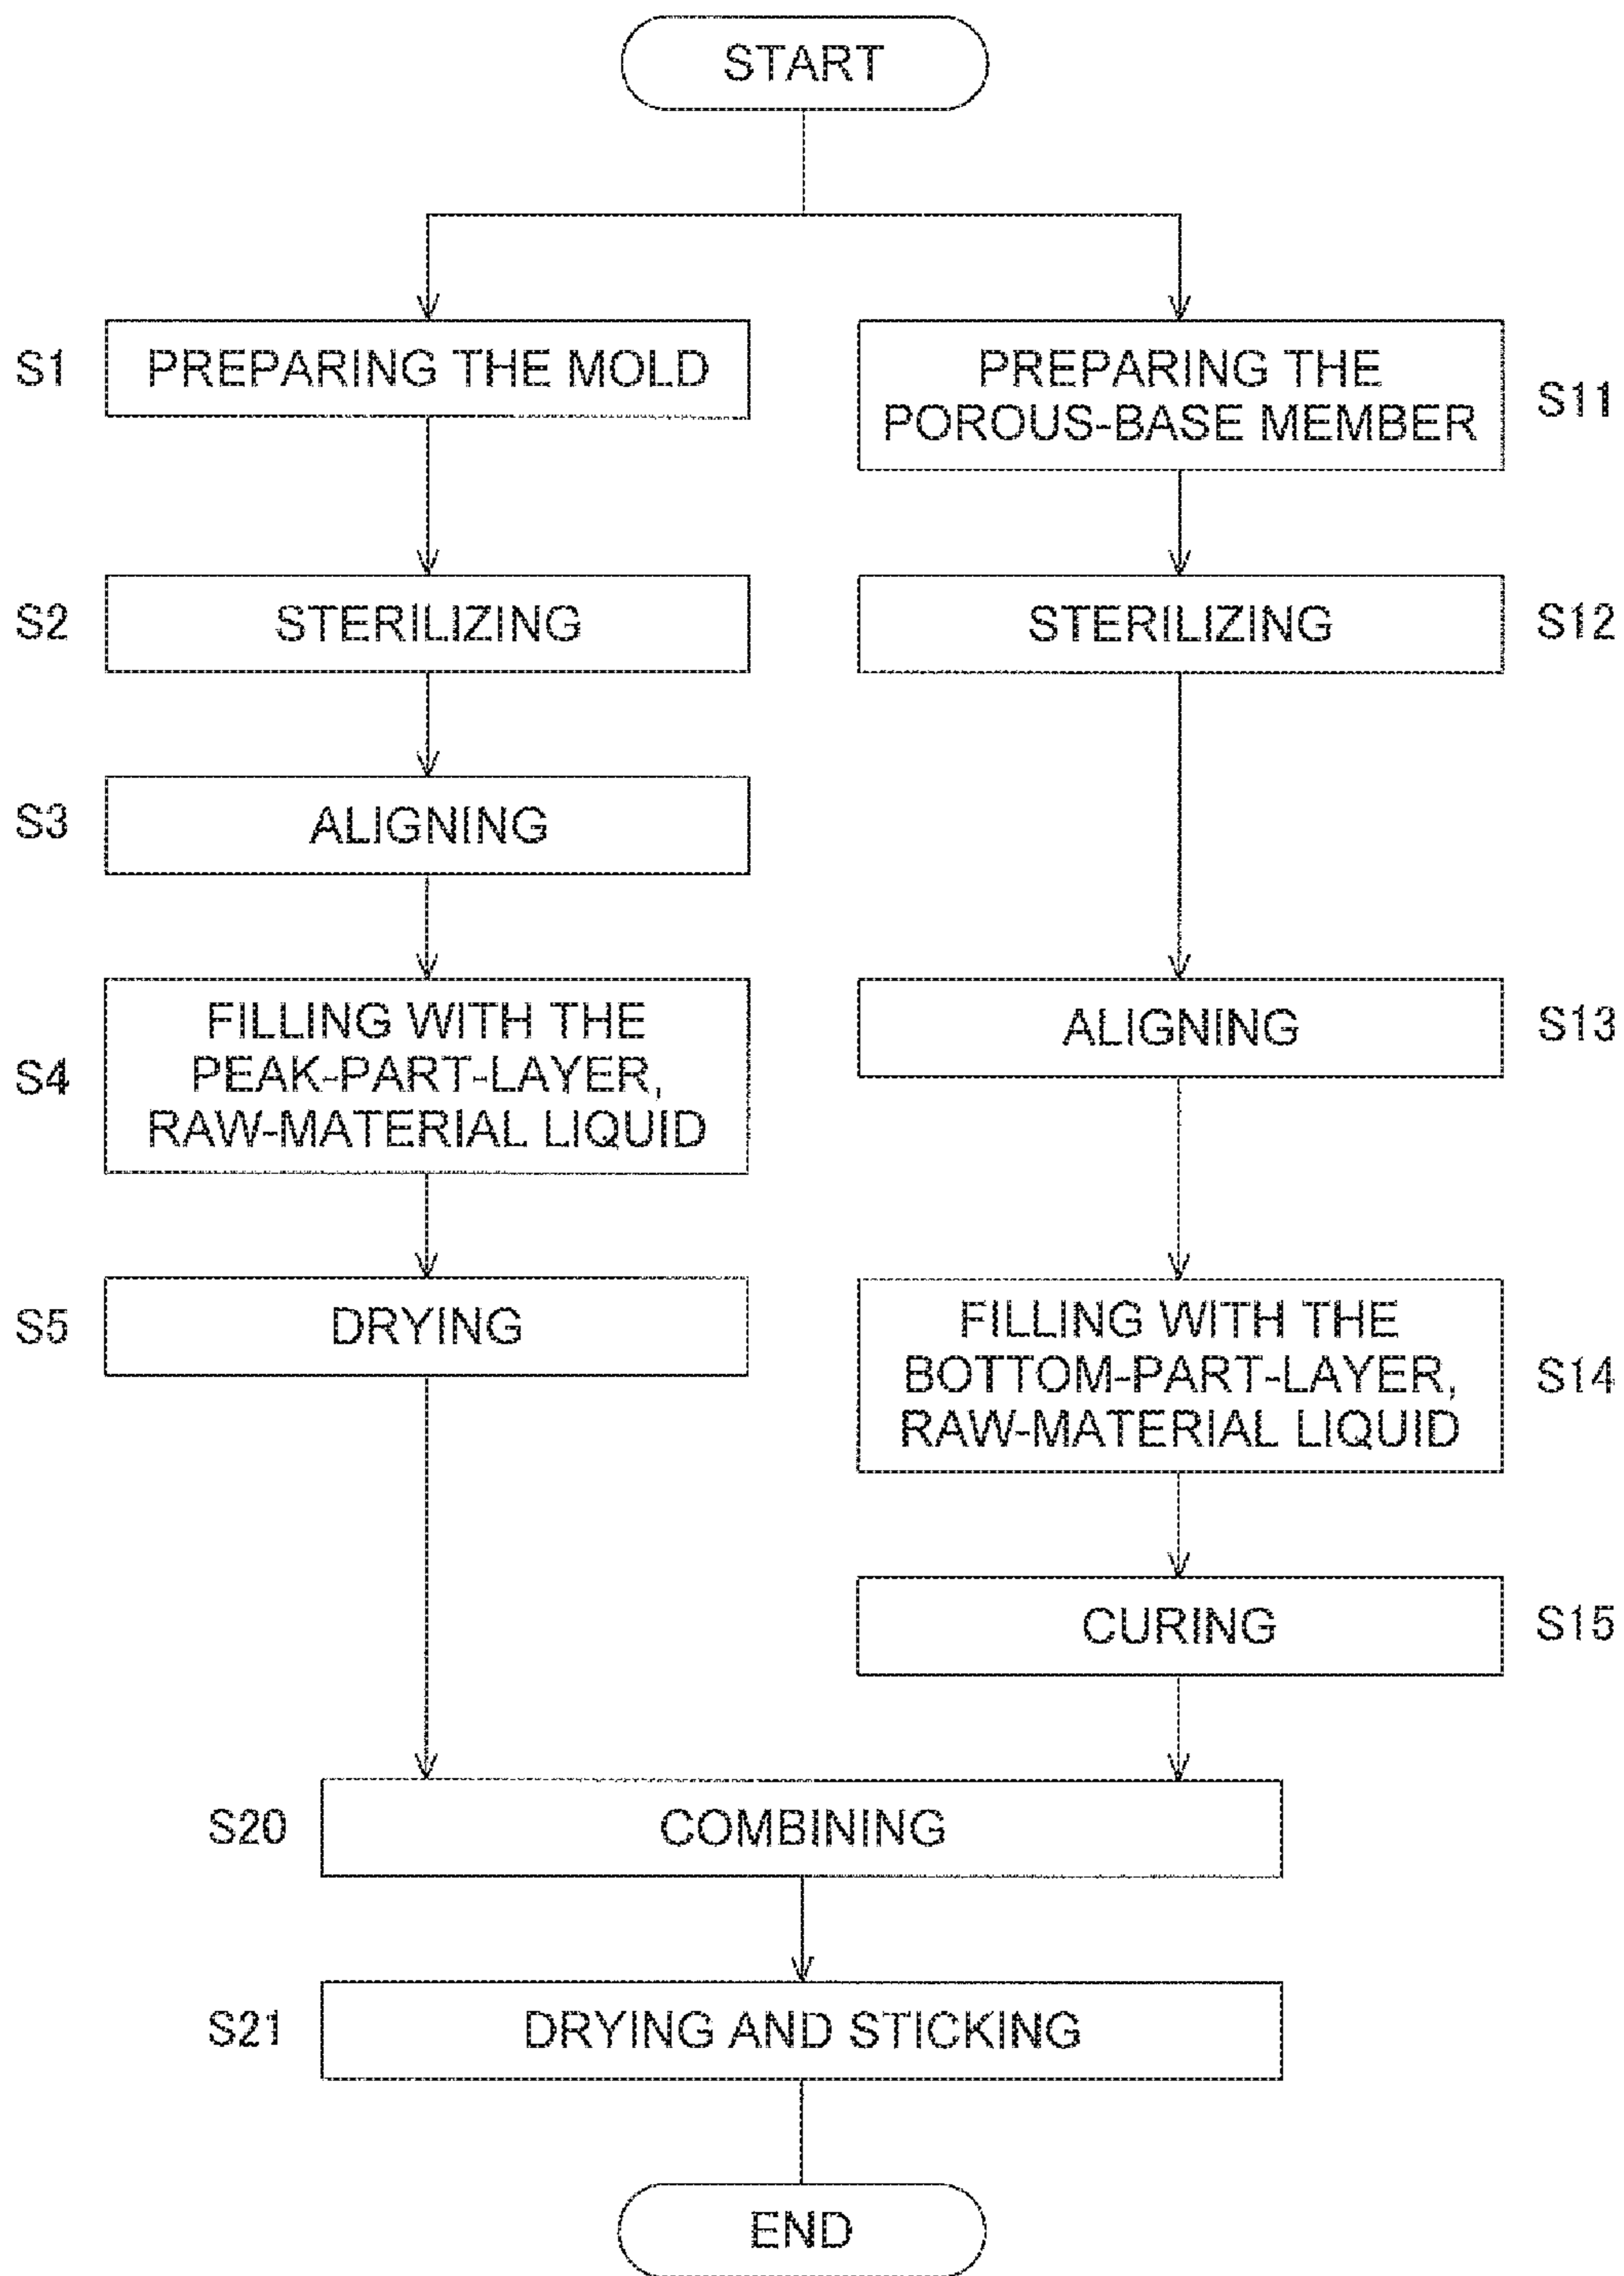 START
S1
PREPARING THE MOLD
PREPARING THE
POROUS-BASE MEMBER
S11
S2
STERILIZING
STERILIZING
S12
S3
ALIGNING
S4
FILLING WITH THE
PEAK-PART-LAYER,
RAW-MATERIAL LIQUID
ALIGNING
S13
S5
DRYING
FILLING WITH THE
BOTTOM-PART-LAYER,
RAW-MATERIAL LIQUID
S14
CURING
S15
S20
COMBINING
S21
DRYING AND STICKING
END